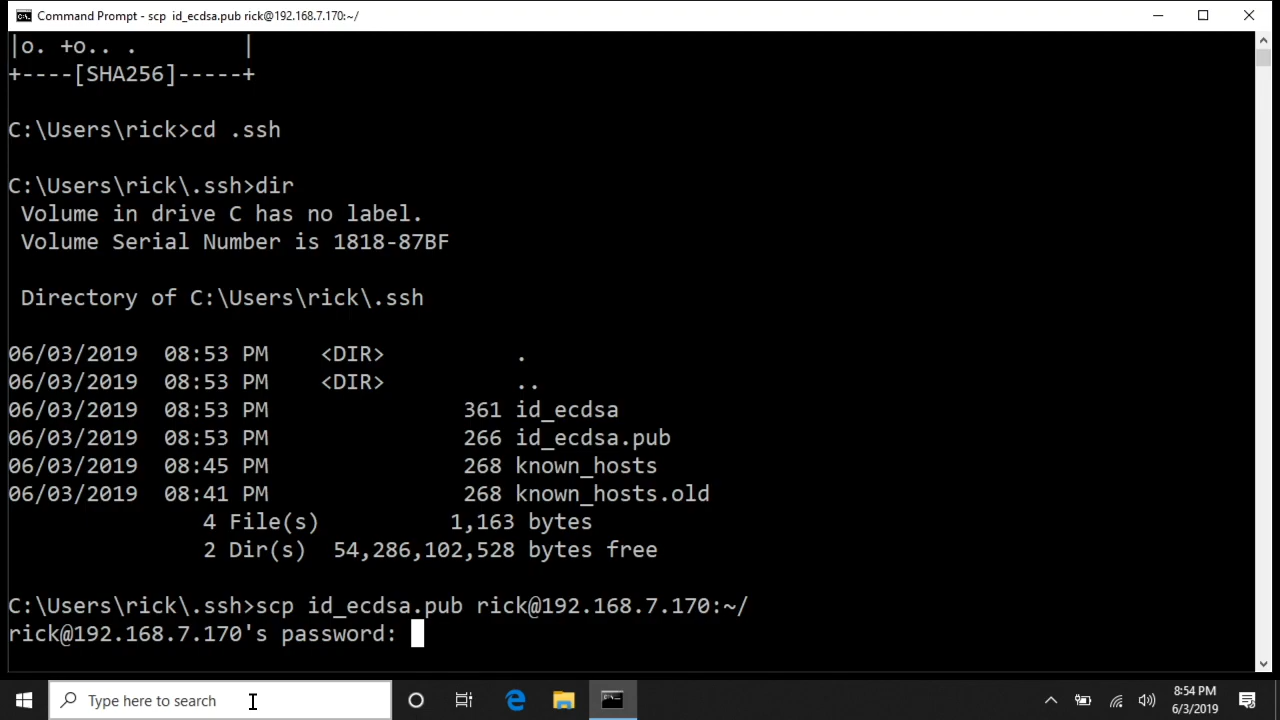 Command Prompt - scp  id_ecdsa.pub rick@192.168.7.170:~/
|o. +o.. .        |
+----[SHA256]-----+
C:\Users\rick>cd .ssh
C:\Users\rick\.ssh>dir
 Volume in drive C has no label.
 Volume Serial Number is 1818-87BF
 Directory of C:\Users\rick\.ssh
06/03/2019  08:53 PM    <DIR>          .
06/03/2019  08:53 PM    <DIR>          ..
06/03/2019  08:53 PM               361 id_ecdsa
06/03/2019  08:53 PM               266 id_ecdsa.pub
06/03/2019  08:45 PM               268 known_hosts
06/03/2019  08:41 PM               268 known_hosts.old
               4 File(s)          1,163 bytes
               2 Dir(s)  54,286,102,528 bytes free
C:\Users\rick\.ssh>scp id_ecdsa.pub rick@192.168.7.170:~/
rick@192.168.7.170's password:
Type here to search
8:54 PM
6/3/2019